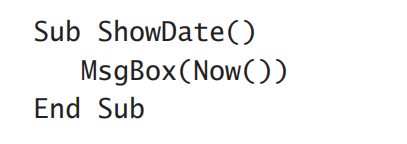 Sub ShowDate()
   MsgBox(Now())
End Sub